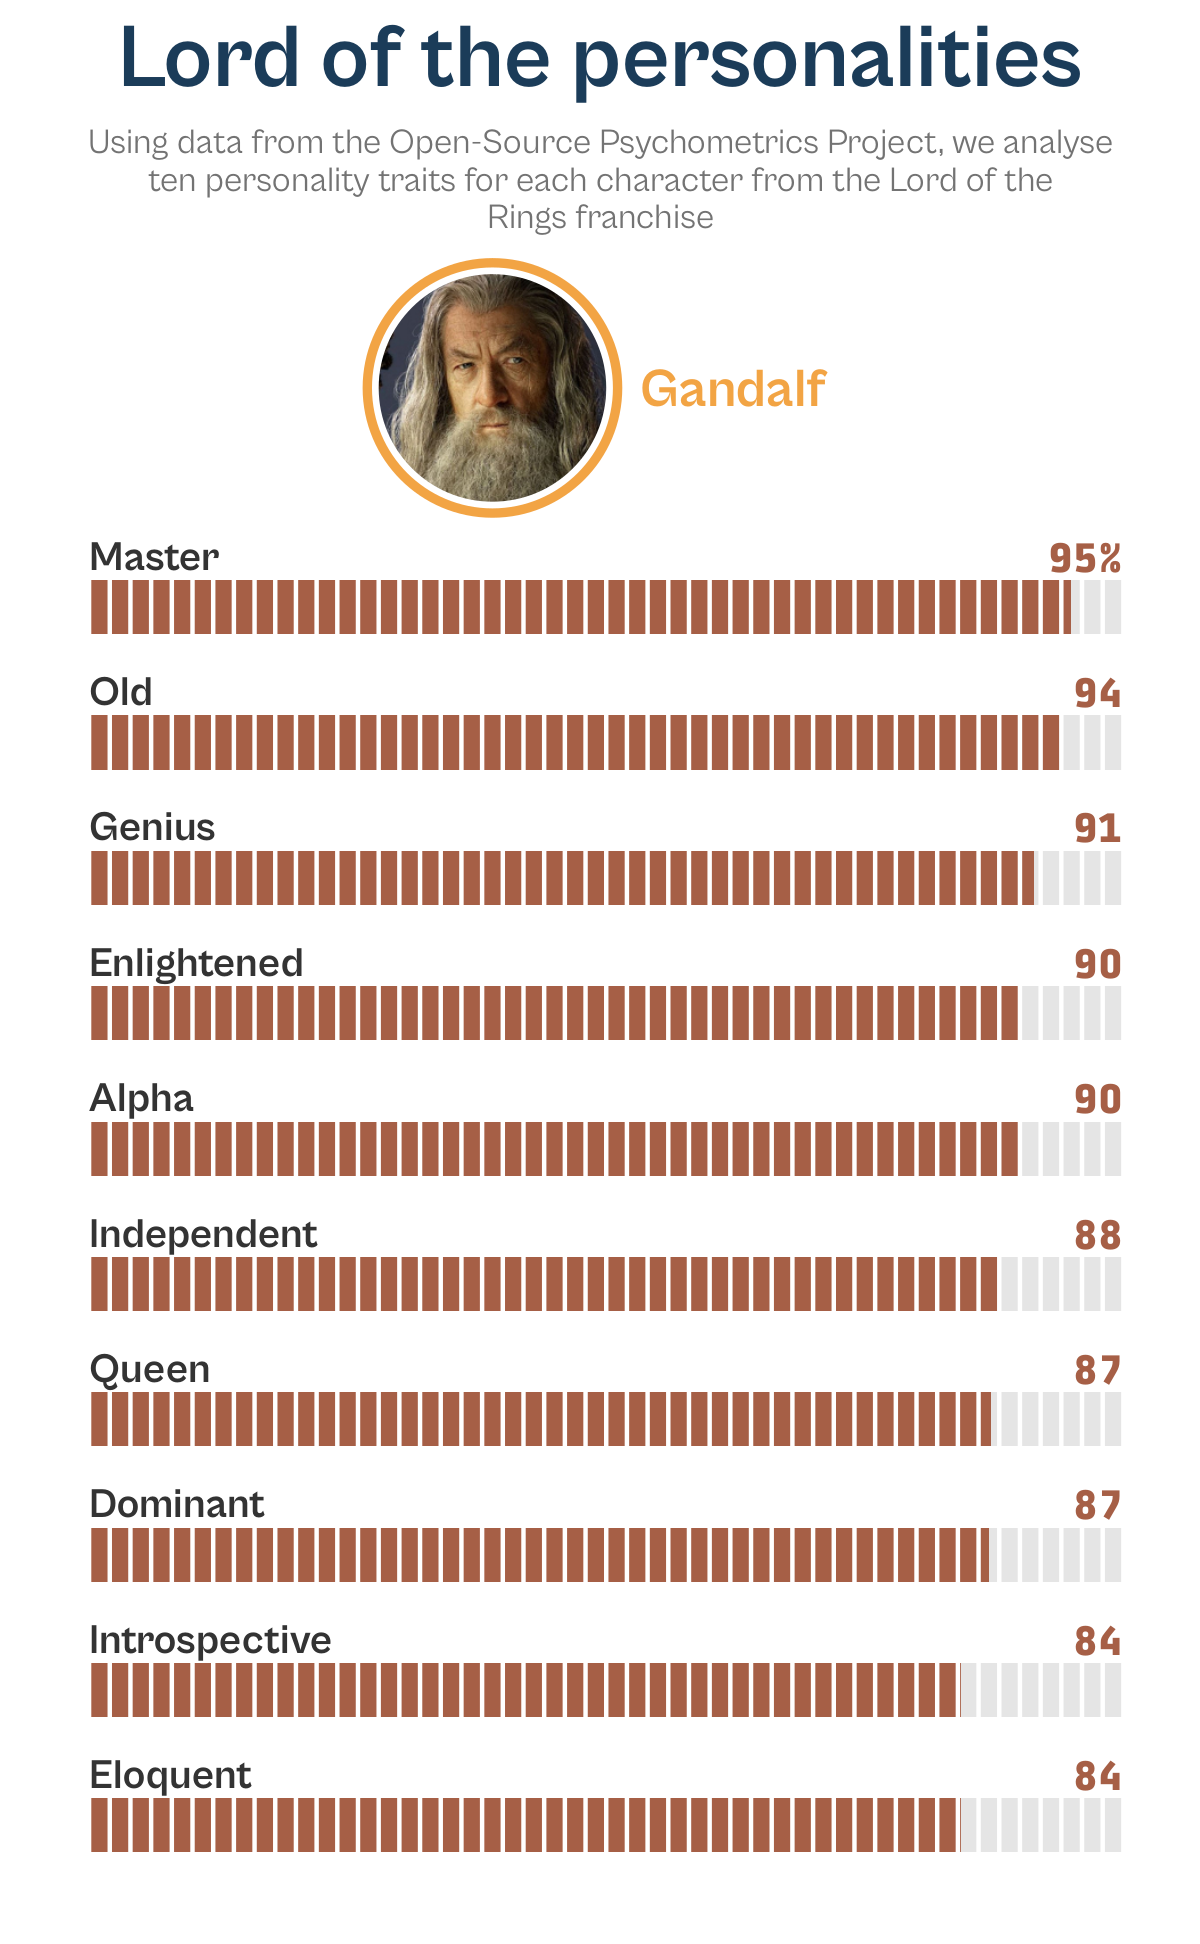 Lord of the personalities
Using data from the Open-Source Psychometrics Project, we analyse
ten personality traits for each character from the Lord of the
Rings franchise
Gandalf
Master 95%
Old 94
Genius 91
Enlightened 90
Alpha 90
Independent 88
Queen 87
Dominant 87
Introspective 84
Eloquent 84